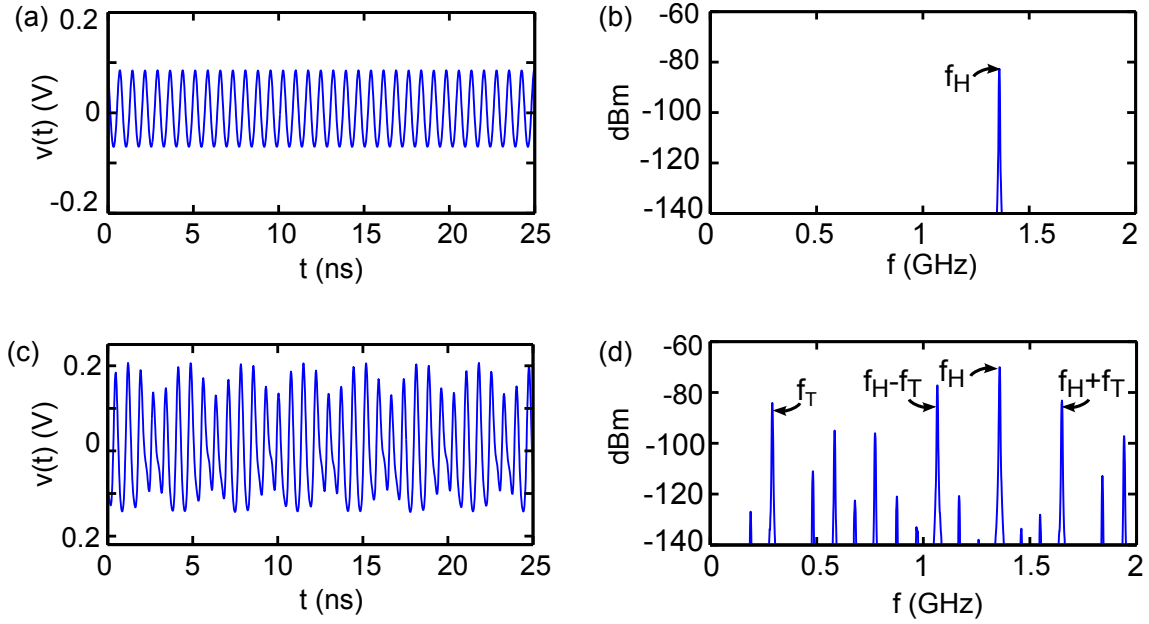 (a)
0.2
0
-0.2
v(t) (V)
0 5 10 15 20 25
t (ns)
(b)
-60
-80
-100
-120
-140
dBm
f_H
0 0.5 1 1.5 2
f (GHz)
(c)
0.2
0
0.2
v(t) (V)
0 5 10 15 20 25
t (ns)
(d)
-60
-80
-100
-120
-140
dBm
f_T
f_H-f_T
f_H
f_H+f_T
0 0.5 1 1.5 2
f (GHz)